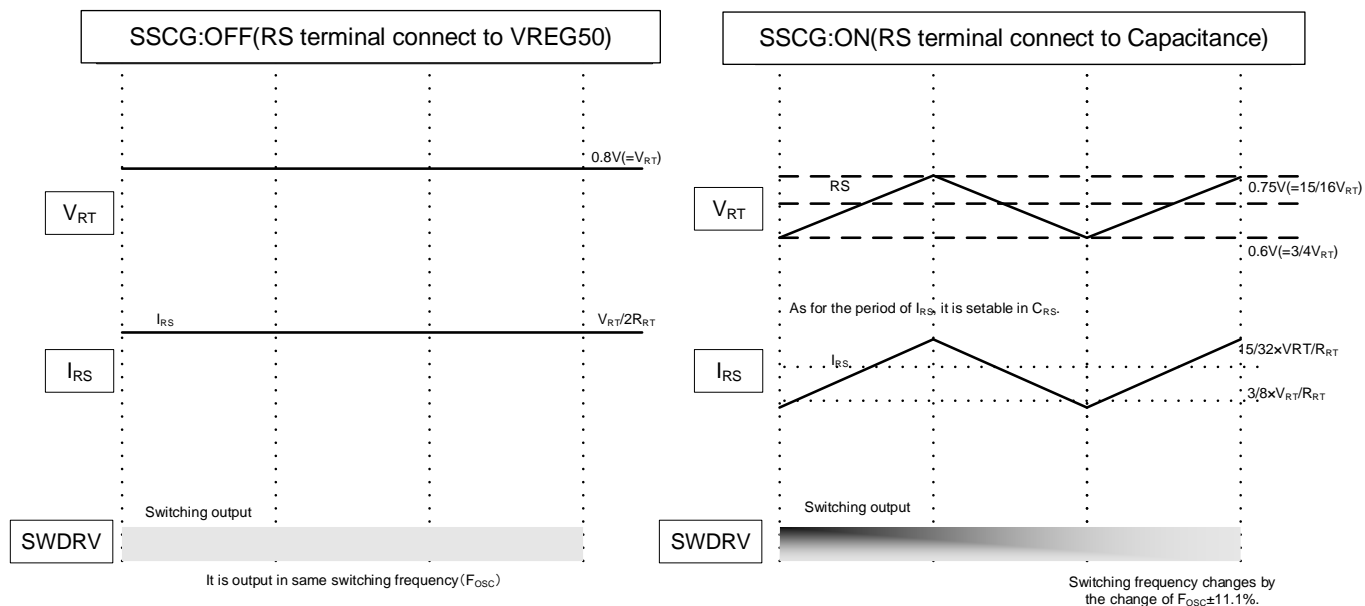 SSCG:OFF(RS terminal connect to VREG50)
0.8V(=VRT)
VRT
IRS
VRT/2RRT
IRS
Switching output
SWDRV
It is output in same switching frequency(FOSC)
SSCG:ON(RS terminal connect to Capacitance)
RS
0.75V(=15/16VRT)
VRT
0.6V(=3/4VRT)
As for the period of IRS, it is setable in CRS.
15/32×VRT/RRT
IRS
IRS
3/8×VRT/RRT
Switching output
SWDRV
Switching frequency changes by
the change of FOSC±11.1%.